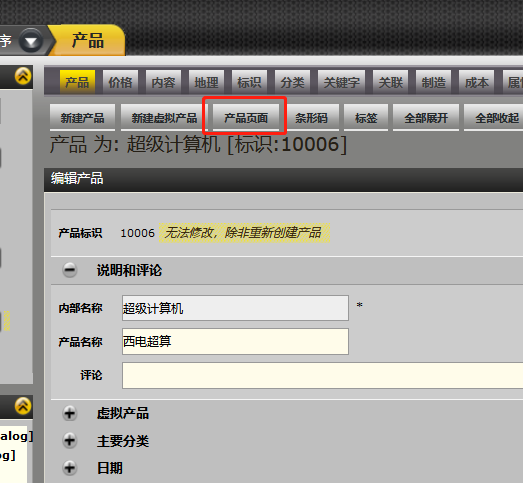 序 产品
产品 价格 内容 地理 标识 分类 关键字 关联 制造 成本 属
新建产品 新建虚拟产品 产品页面 条形码 标签 全部展开 全部收起
产品 为: 超级计算机 [标识:10006]
编辑产品
产品标识 10006 无法修改，除非重新创建产品
说明和评论
内部名称 超级计算机 *
产品名称 西电超算
评论
虚拟产品
alog]
主要分类
og]
日期